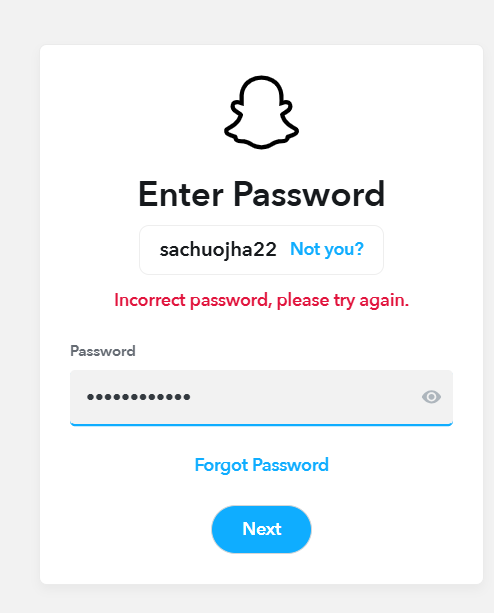 Enter Password
sachuojha22 Not you?
Incorrect password, please try again.
Password
••••••••••••
Forgot Password
Next